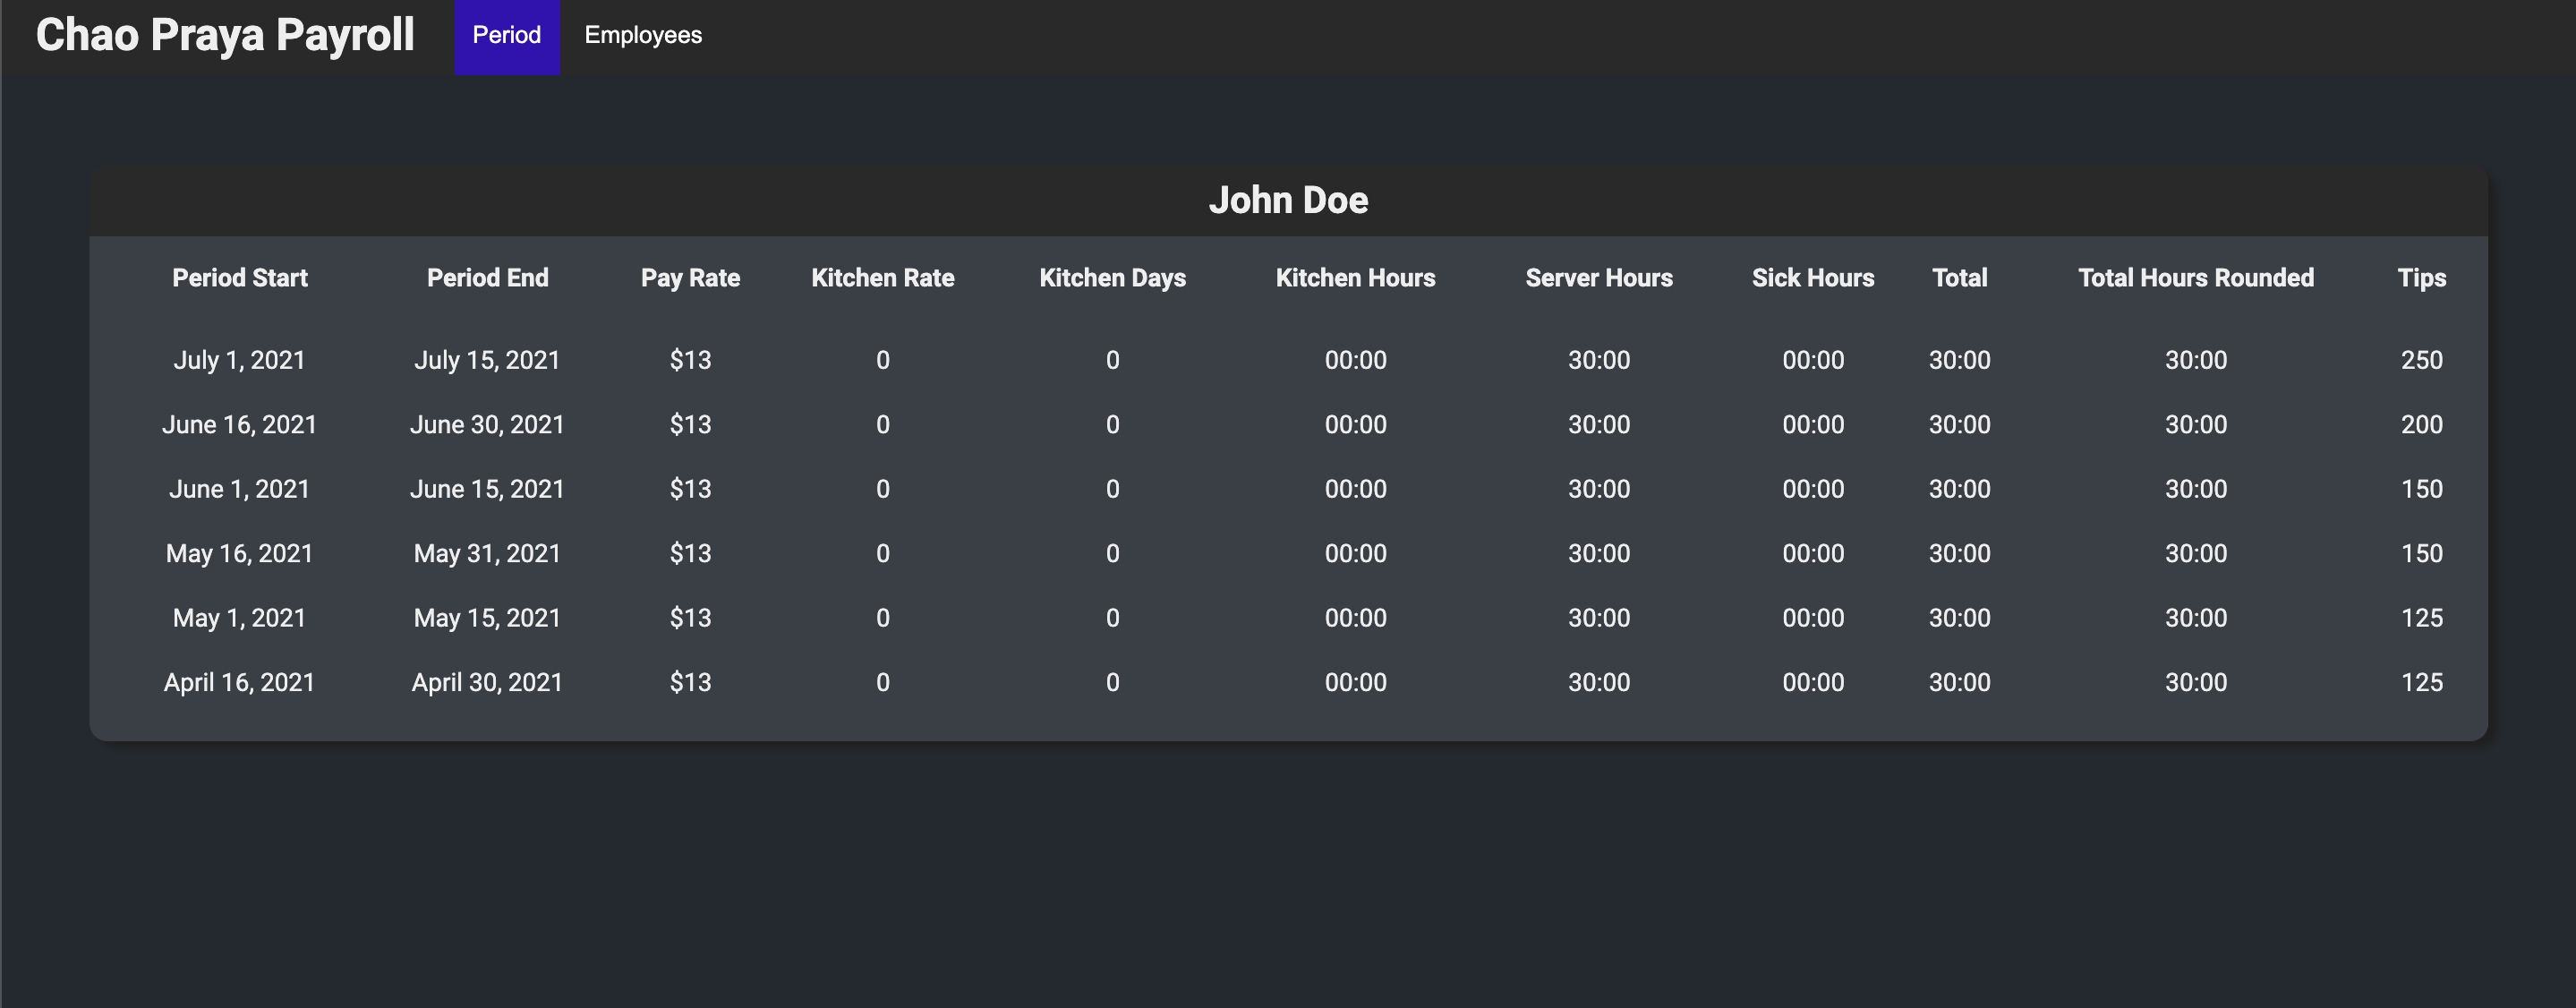 Chao Praya Payroll Period Employees
John Doe
Period Start Period End Pay Rate Kitchen Rate Kitchen Days Kitchen Hours Server Hours Sick Hours Total Total Hours Rounded Tips
July 1, 2021 July 15, 2021 $13 0 0 00:00 30:00 00:00 30:00 30:00 250
June 16, 2021 June 30, 2021 $13 0 0 00:00 30:00 00:00 30:00 30:00 200
June 1, 2021 June 15, 2021 $13 0 0 00:00 30:00 00:00 30:00 30:00 150
May 16, 2021 May 31, 2021 $13 0 0 00:00 30:00 00:00 30:00 30:00 150
May 1, 2021 May 15, 2021 $13 0 0 00:00 30:00 00:00 30:00 30:00 125
April 16, 2021 April 30, 2021 $13 0 0 00:00 30:00 00:00 30:00 30:00 125